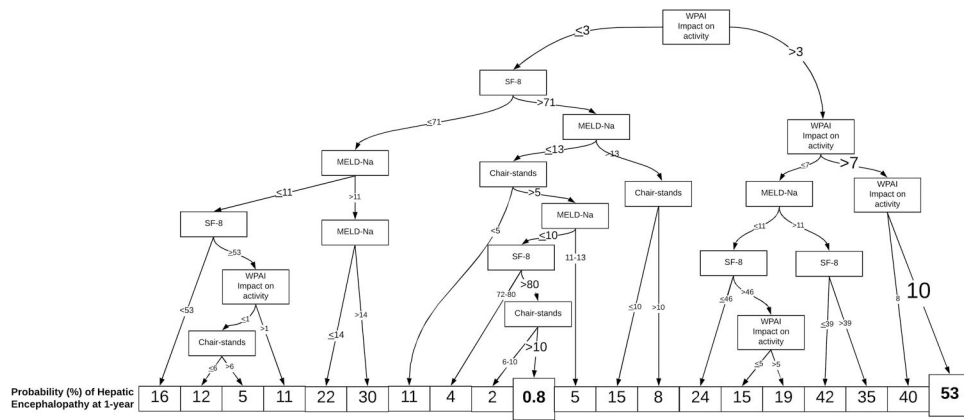 WPAI
Impact on
activity
≤3
>3
SF-8
≤71
>71
MELD-Na
WPAI
Impact on
activity
≤13
>13
≤7
>7
MELD-Na
Chair-stands
Chair-stands
MELD-Na
WPAI
Impact on
activity
≤11
>11
>5
SF-8
MELD-Na
MELD-Na
≤11
>11
<5
≤10
11-13
SF-8
SF-8
SF-8
≥53
WPAI
Impact on
activity
72-80
>80
≤46
>46
8
10
<53
Chair-stands
≤10
>10
≤1
>1
≤14
>14
WPAI
Impact on
activity
≤39
>39
Chair-stands
6-10
>10
≤6
>6
≤5
>5
Probability (%) of Hepatic
Encephalopathy at 1-year
16 12 5 11 22 30 11 4 2 0.8 5 15 8 24 15 19 42 35 40 53